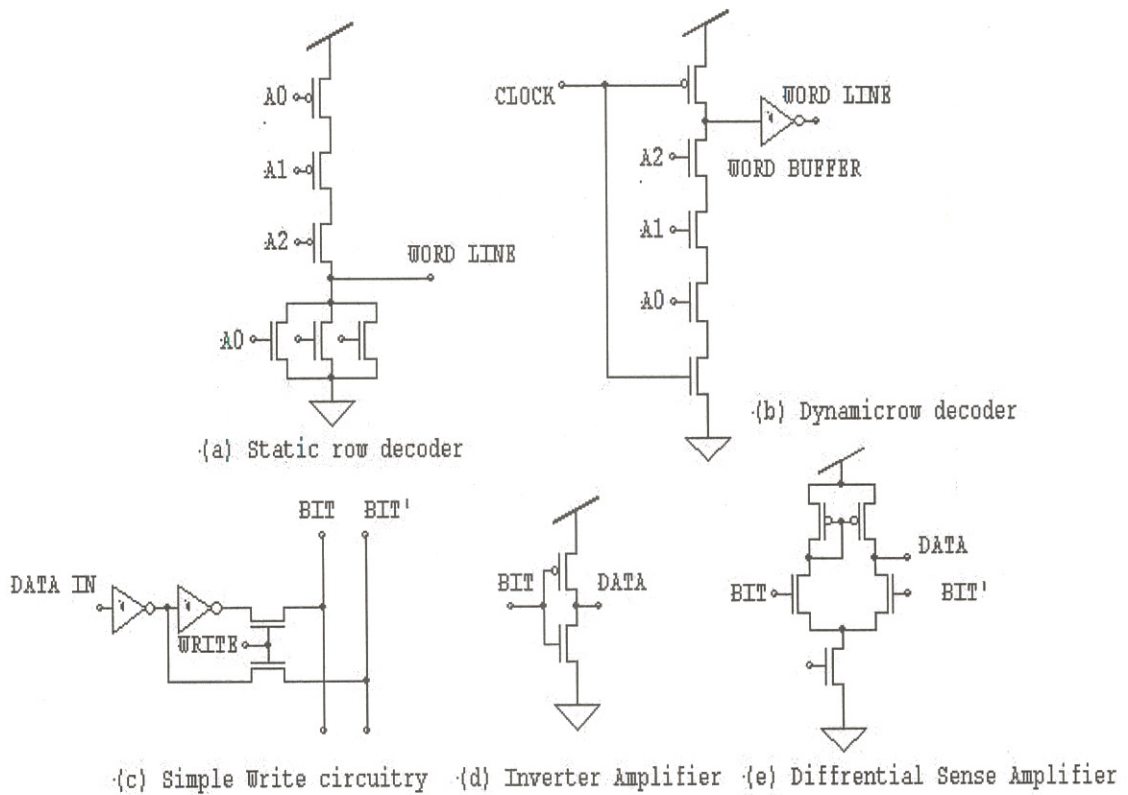 A0
A1
A2
WORD LINE
A0
(a) Static row decoder
CLOCK
WORD LINE
WORD BUFFER
A2
A1
A0
(b) Dynamicrow decoder
BIT BIT'
DATA IN
WRITE
(c) Simple Write circuitry
BIT DATA
(d) Inverter Amplifier
DATA
BIT BIT'
(e) Diffrential Sense Amplifier